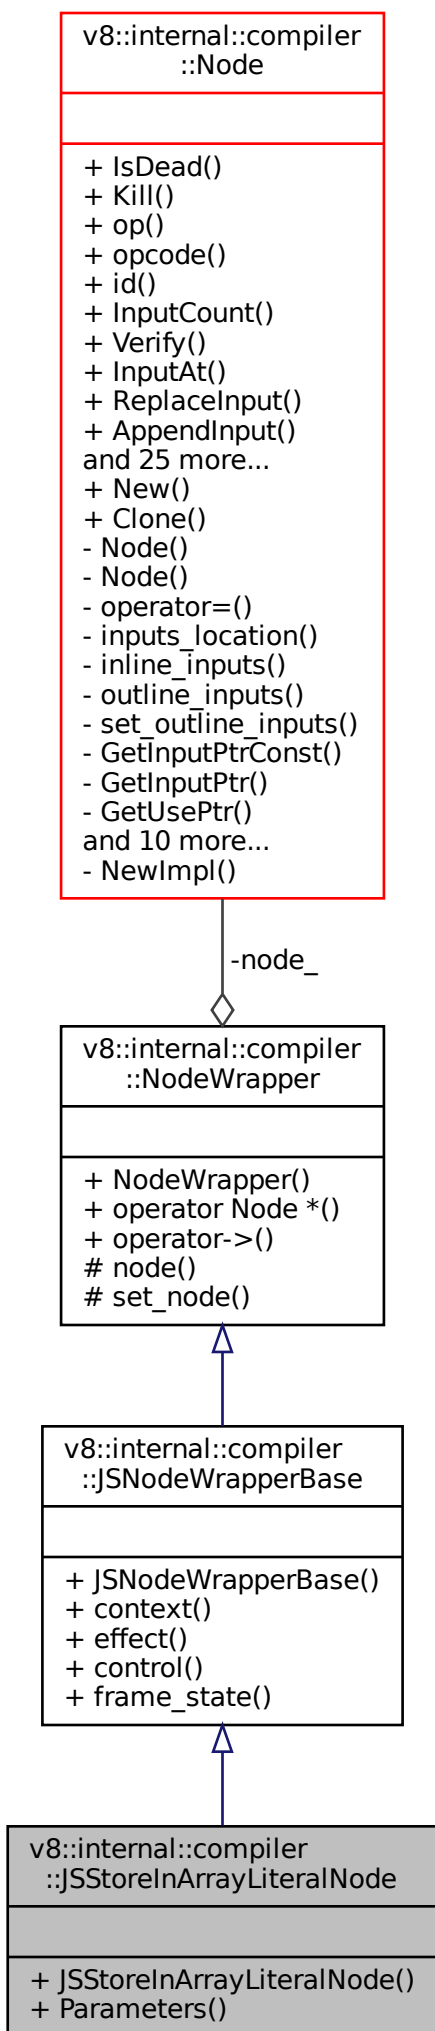 v8::internal::compiler
::Node
+ IsDead()
+ Kill()
+ op()
+ opcode()
+ id()
+ InputCount()
+ Verify()
+ InputAt()
+ ReplaceInput()
+ AppendInput()
and 25 more...
+ New()
+ Clone()
- Node()
- Node()
- operator=()
- inputs_location()
- inline_inputs()
- outline_inputs()
- set_outline_inputs()
- GetInputPtrConst()
- GetInputPtr()
- GetUsePtr()
and 10 more...
- NewImpl()
-node_
v8::internal::compiler
::NodeWrapper
+ NodeWrapper()
+ operator Node *()
+ operator->()
# node()
# set_node()
v8::internal::compiler
::JSNodeWrapperBase
+ JSNodeWrapperBase()
+ context()
+ effect()
+ control()
+ frame_state()
v8::internal::compiler
::JSStoreInArrayLiteralNode
+ JSStoreInArrayLiteralNode()
+ Parameters()